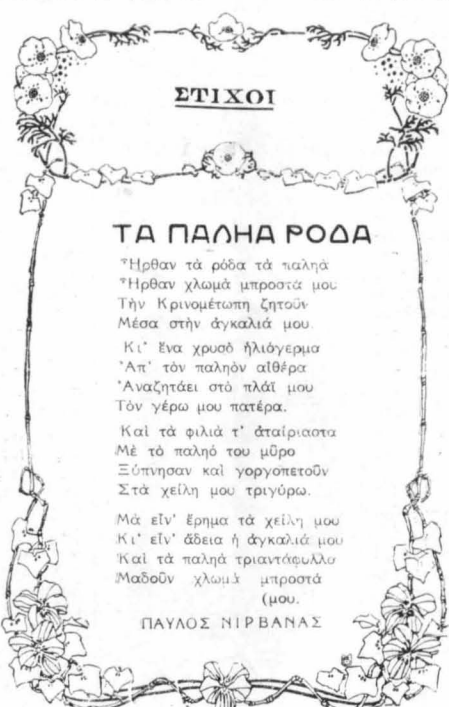 ΣΤΙΧΟΙ
ΤΑ ΠΑΛΗΑ ΡΟΔΑ
Ἦρθαν τὰ ρόδα τὰ παληὰ
Ἦρθαν χλωμὰ μπροστά μου
Τὴν Κρινομέτωπη ζητοῦν
Μέσα στὴν ἀγκαλιά μου.
Κι' ἕνα χρυσὸ ἡλιόγερμα
Ἀπ' τὸν παληὸν αἰθέρα
Ἀναζητάει στὸ πλάϊ μου
Τὸν γέρω μου πατέρα.
Καὶ τὰ φιλιὰ τ' ἀταίριαστα
Μὲ τὸ παληό του μῦρο
Ξύπνησαν καὶ γοργοπετοῦν
Στὰ χείλη μου τριγύρω.
Μὰ εἶν' ἔρημα τὰ χείλη μου
Κι' εἶν' ἄδεια ἡ ἀγκαλιά μου
Καὶ τὰ παληὰ τριαντάφυλλο
Μαδοῦν χλωμὰ μπροστά
(μου.
ΠΑΥΛΟΣ ΝΙΡΒΑΝΑΣ